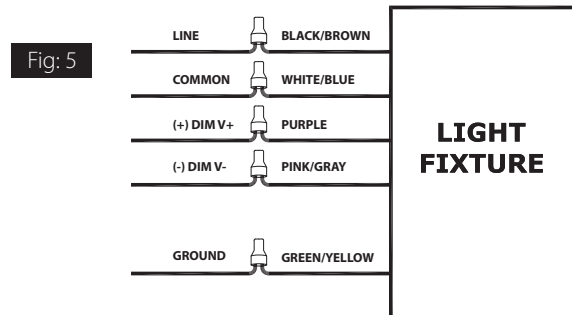 Fig: 5
LINE BLACK/BROWN
COMMON WHITE/BLUE
(+) DIM V+ PURPLE
(-) DIM V- PINK/GRAY
GROUND GREEN/YELLOW
LIGHT
FIXTURE